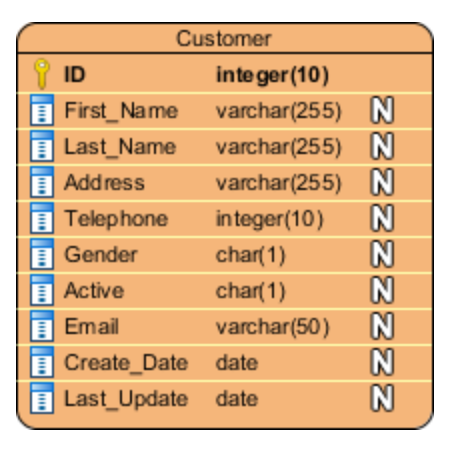 Customer
ID integer(10)
First_Name varchar(255) N
Last_Name varchar(255) N
Address varchar(255) N
Telephone integer(10) N
Gender char(1) N
Active char(1) N
Email varchar(50) N
Create_Date date N
Last_Update date N